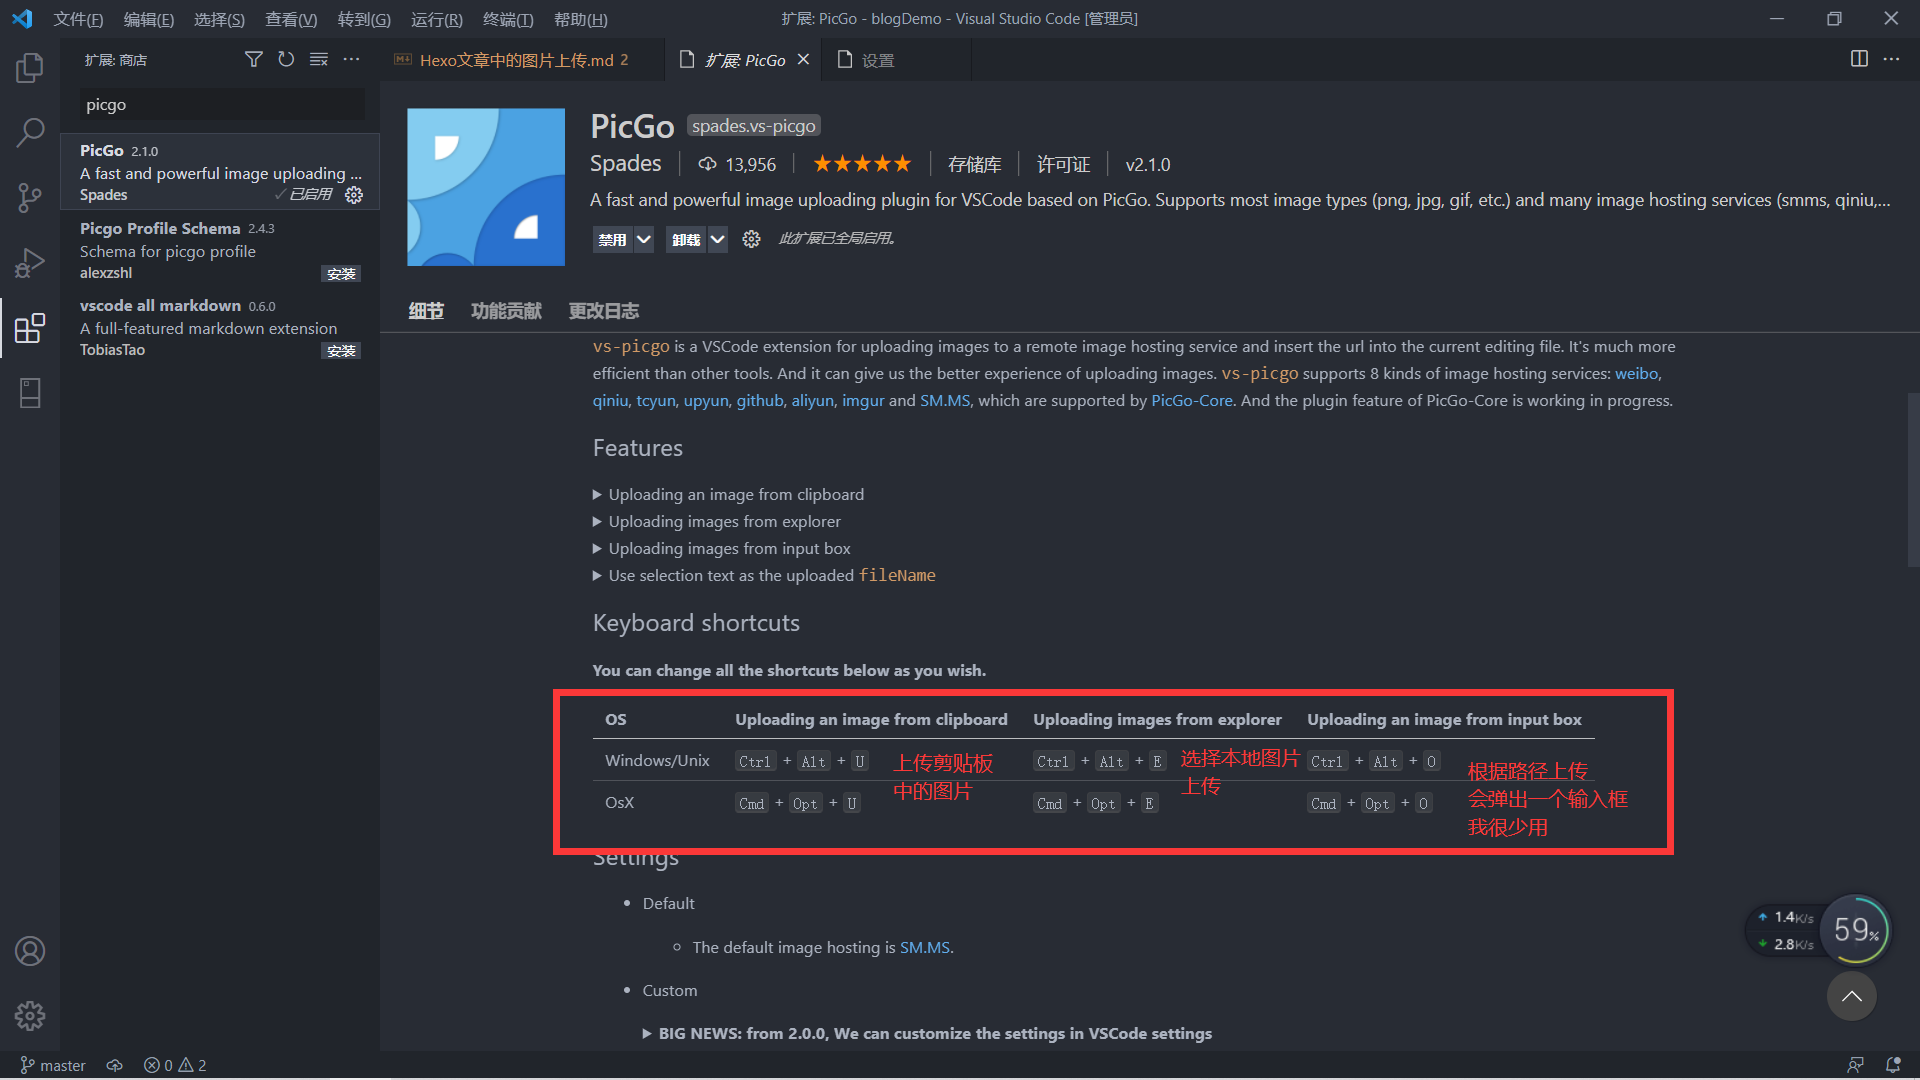 文件(F) 编辑(E) 选择(S) 查看(V) 转到(G) 运行(R) 终端(T) 帮助(H) 扩展: PicGo - blogDemo - Visual Studio Code [管理员]
扩展: 商店
Hexo文章中的图片上传.md 2 扩展: PicGo 设置
picgo
PicGo 2.1.0
A fast and powerful image uploading ...
Spades ✓已启用
Picgo Profile Schema 2.4.3
Schema for picgo profile
alexzshl 安装
vscode all markdown 0.6.0
A full-featured markdown extension
TobiasTao 安装
PicGo spades.vs-picgo
Spades 13,956 ★★★★★ 存储库 许可证 v2.1.0
A fast and powerful image uploading plugin for VSCode based on PicGo. Supports most image types (png, jpg, gif, etc.) and many image hosting services (smms, qiniu,...
禁用 卸载 此扩展已全局启用。
细节 功能贡献 更改日志
vs-picgo is a VSCode extension for uploading images to a remote image hosting service and insert the url into the current editing file. It's much more
efficient than other tools. And it can give us the better experience of uploading images. vs-picgo supports 8 kinds of image hosting services: weibo,
qiniu, tcyun, upyun, github, aliyun, imgur and SM.MS, which are supported by PicGo-Core. And the plugin feature of PicGo-Core is working in progress.
Features
Uploading an image from clipboard
Uploading images from explorer
Uploading images from input box
Use selection text as the uploaded fileName
Keyboard shortcuts
You can change all the shortcuts below as you wish.
OS Uploading an image from clipboard Uploading images from explorer Uploading an image from input box
Windows/Unix Ctrl + Alt + U Ctrl + Alt + E Ctrl + Alt + O
上传剪贴板
中的图片
选择本地图片
上传
根据路径上传
会弹出一个输入框
我很少用
OsX Cmd + Opt + U Cmd + Opt + E Cmd + Opt + O
Settings
Default
The default image hosting is SM.MS.
Custom
BIG NEWS: from 2.0.0, We can customize the settings in VSCode settings
1.4K/s
2.8K/s
59%
master 0 2